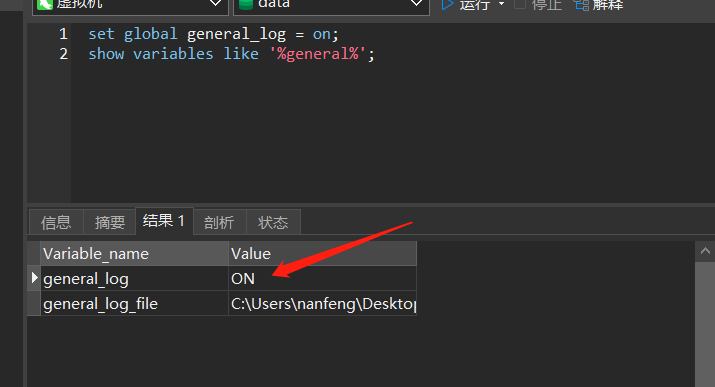 虚拟机 data 运行 停止 解释
1 set global general_log = on;
2 show variables like '%general%';
信息 摘要 结果 1 剖析 状态
Variable_name Value
general_log ON
general_log_file C:\Users\nanfeng\Desktop